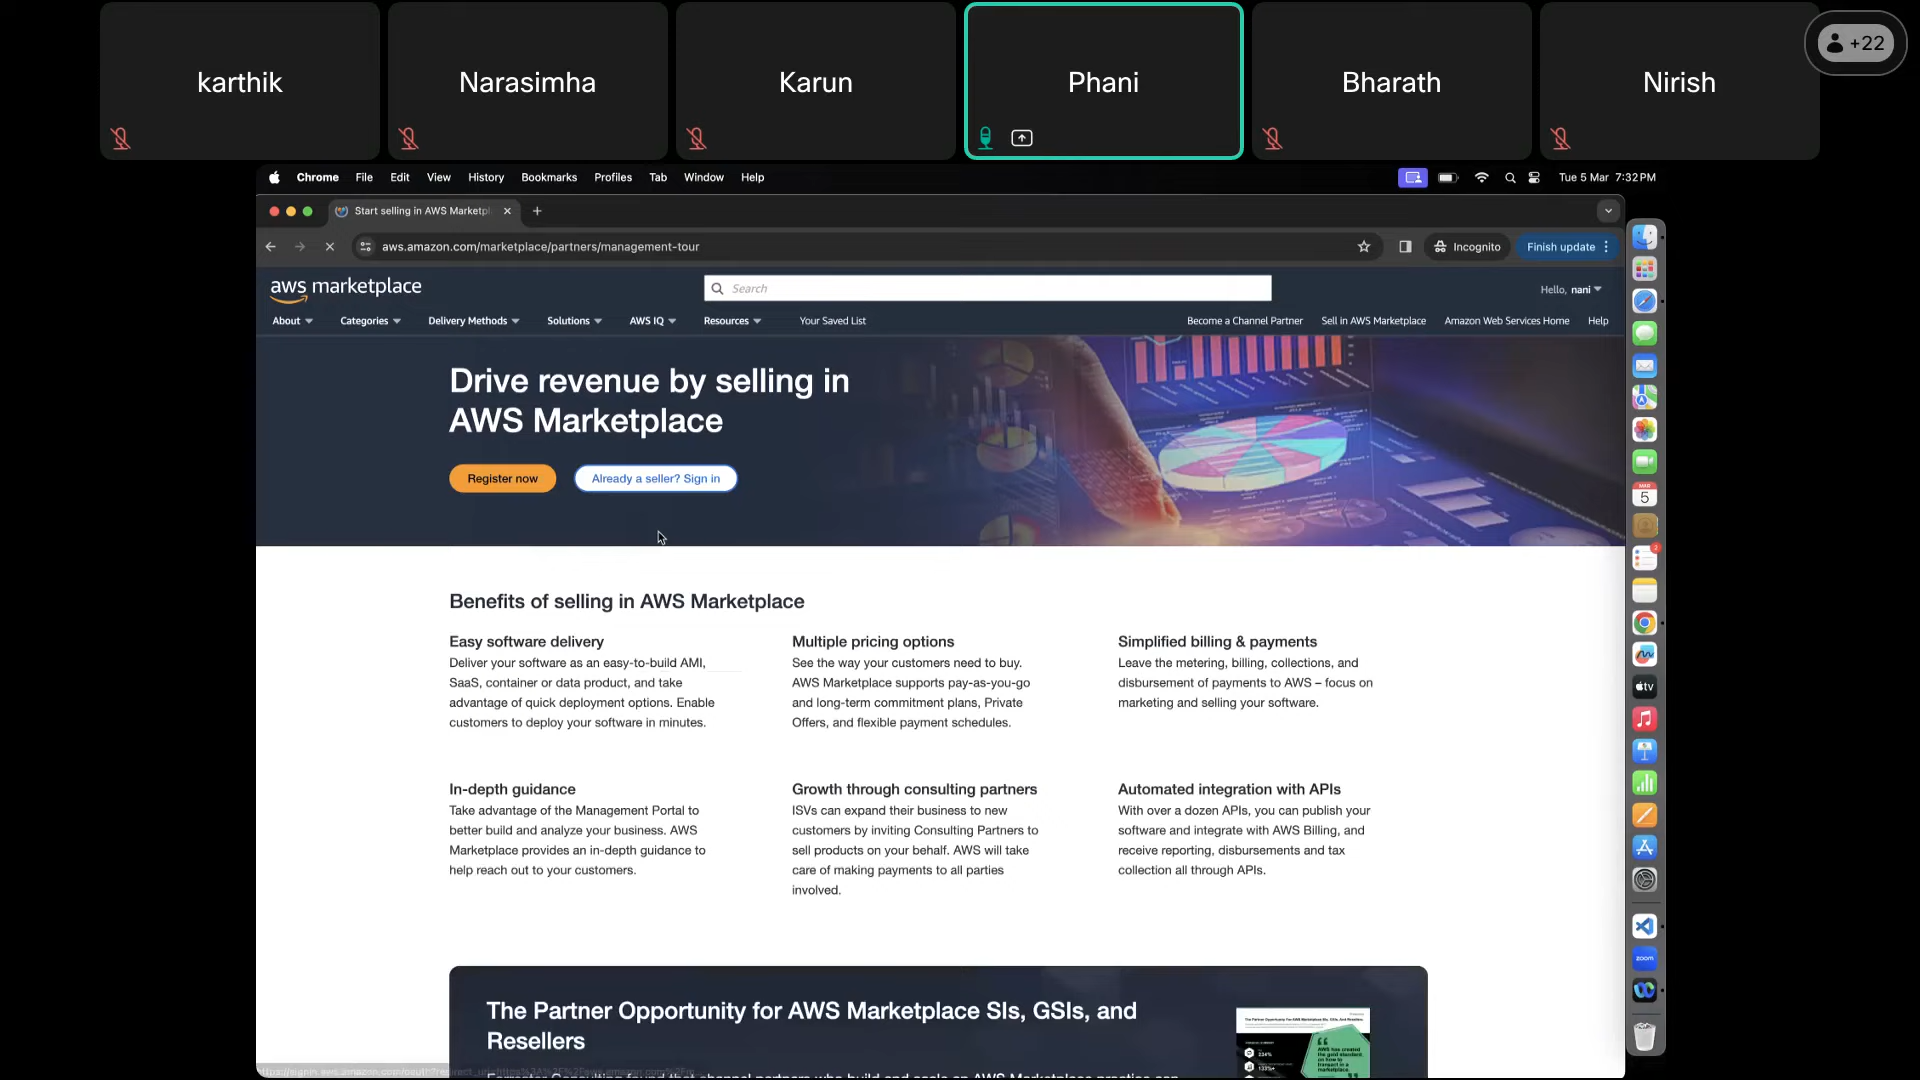 karthik
Narasimha
Karun
Phani
Bharath
Nirish
+22
Chrome File Edit View History Bookmarks Profiles Tab Window Help
Tue 5 Mar 7:32PM
Start selling in AWS Marketpl
aws.amazon.com/marketplace/partners/management-tour
Incognito
Finish update
aws marketplace
Search
Hello, nani
About Categories Delivery Methods Solutions AWS IQ Resources Your Saved List
Become a Channel Partner Sell in AWS Marketplace Amazon Web Services Home Help
Drive revenue by selling in
AWS Marketplace
Register now
Already a seller? Sign in
Benefits of selling in AWS Marketplace
Easy software delivery
Deliver your software as an easy-to-build AMI,
SaaS, container or data product, and take
advantage of quick deployment options. Enable
customers to deploy your software in minutes.
Multiple pricing options
See the way your customers need to buy.
AWS Marketplace supports pay-as-you-go
and long-term commitment plans, Private
Offers, and flexible payment schedules.
Simplified billing & payments
Leave the metering, billing, collections, and
disbursement of payments to AWS – focus on
marketing and selling your software.
In-depth guidance
Take advantage of the Management Portal to
better build and analyze your business. AWS
Marketplace provides an in-depth guidance to
help reach out to your customers.
Growth through consulting partners
ISVs can expand their business to new
customers by inviting Consulting Partners to
sell products on your behalf. AWS will take
care of making payments to all parties
involved.
Automated integration with APIs
With over a dozen APIs, you can publish your
software and integrate with AWS Billing, and
receive reporting, disbursements and tax
collection all through APIs.
The Partner Opportunity for AWS Marketplace SIs, GSIs, and
Resellers
MAR
5
2
tv
zoom